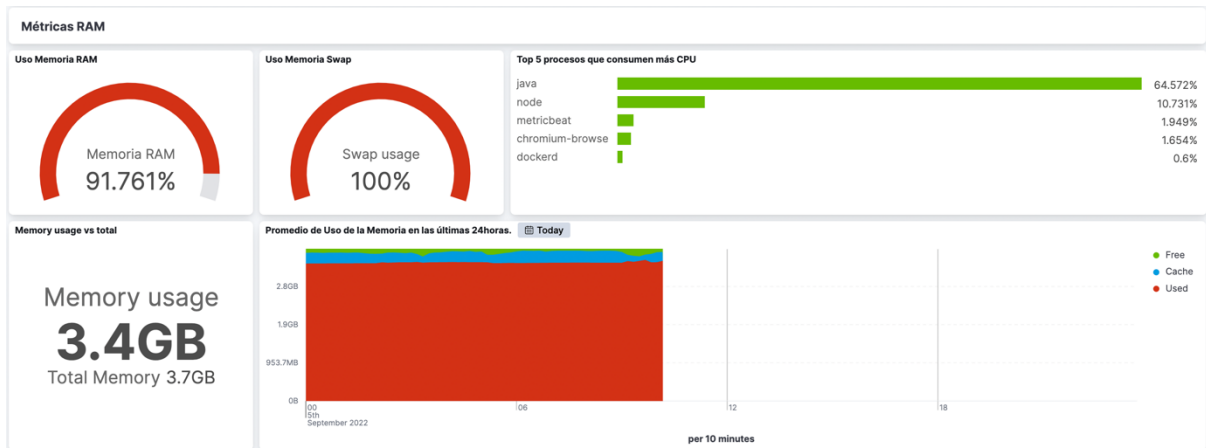 Métricas RAM
Uso Memoria RAM
Memoria RAM
91.761%
Uso Memoria Swap
Swap usage
100%
Top 5 procesos que consumen más CPU
java 64.572%
node 10.731%
metricbeat 1.949%
chromium-browse 1.654%
dockerd 0.6%
Memory usage vs total
Memory usage
3.4GB
Total Memory 3.7GB
Promedio de Uso de la Memoria en las últimas 24horas. Today
2.8GB
1.9GB
953.7MB
0B
00 06 12 18
5th
September 2022
per 10 minutes
Free
Cache
Used